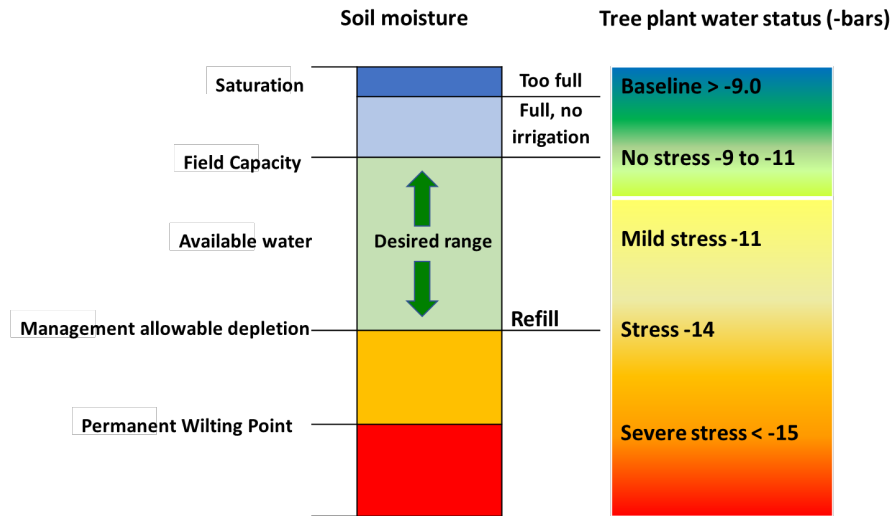 Soil moisture
Tree plant water status (-bars)
Saturation
Too full
Baseline > -9.0
Full, no
irrigation
Field Capacity
No stress -9 to -11
Available water
Desired range
Mild stress -11
Management allowable depletion
Refill
Stress -14
Permanent Wilting Point
Severe stress < -15